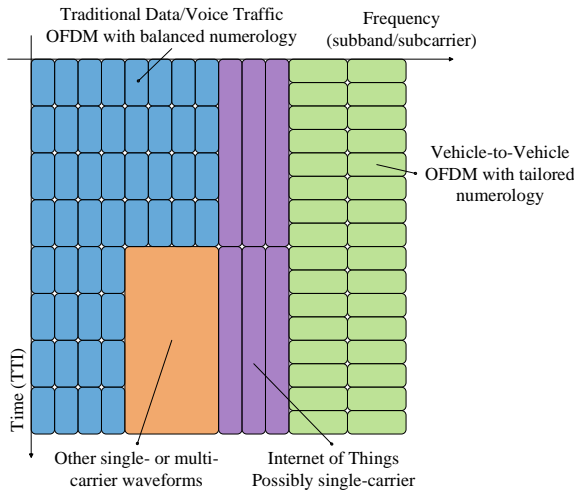 Traditional Data/Voice Traffic
OFDM with balanced numerology
Frequency
(subband/subcarrier)
Vehicle-to-Vehicle
OFDM with tailored
numerology
Time (TTI)
Other single- or multi-
carrier waveforms
Internet of Things
Possibly single-carrier